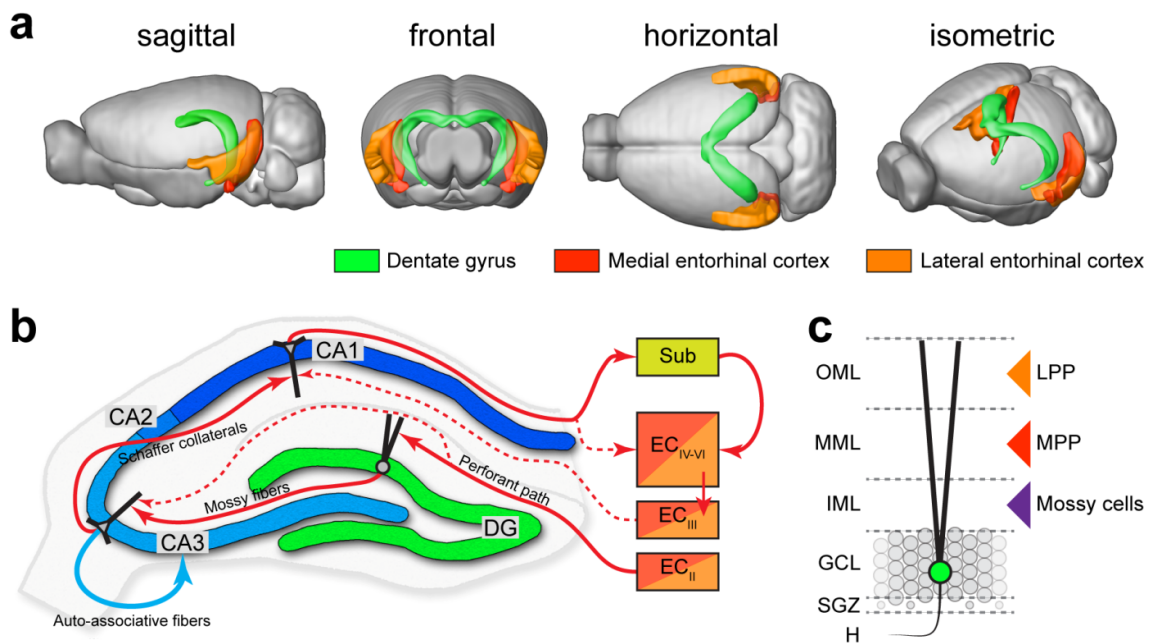 a
sagittal
frontal
horizontal
isometric
Dentate gyrus
Medial entorhinal cortex
Lateral entorhinal cortex
b
CA1
CA2
Schaffer collaterals
Mossy fibers
Perforant path
DG
CA3
Auto-associative fibers
Sub
EC IV-VI
EC III
EC II
c
OML
LPP
MML
MPP
IML
Mossy cells
GCL
SGZ
H